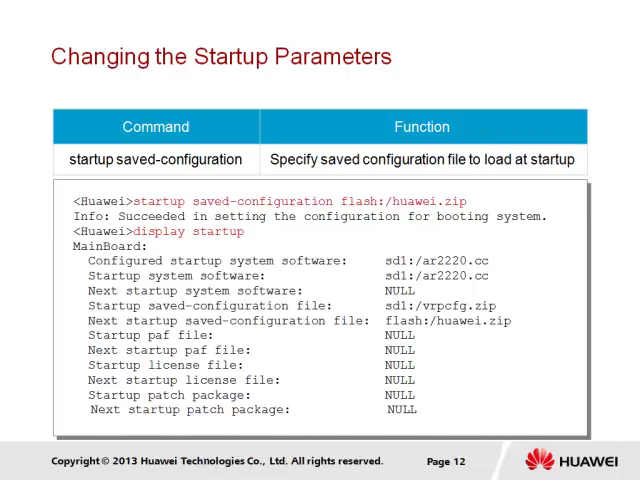 Changing the Startup Parameters
Command Function
startup saved-configuration Specify saved configuration file to load at startup
<Huawei>startup saved-configuration flash:/huawei.zip
Info: Succeeded in setting the configuration for booting system.
<Huawei>display startup
MainBoard:
Configured startup system software: sd1:/ar2220.cc
Startup system software: sd1:/ar2220.cc
Next startup system software: NULL
Startup saved-configuration file: sd1:/vrpcfg.zip
Next startup saved-configuration file: flash:/huawei.zip
Startup paf file: NULL
Next startup paf file: NULL
Startup license file: NULL
Next startup license file: NULL
Startup patch package: NULL
Next startup patch package: NULL
Copyright © 2013 Huawei Technologies Co., Ltd. All rights reserved. Page 12 HUAWEI